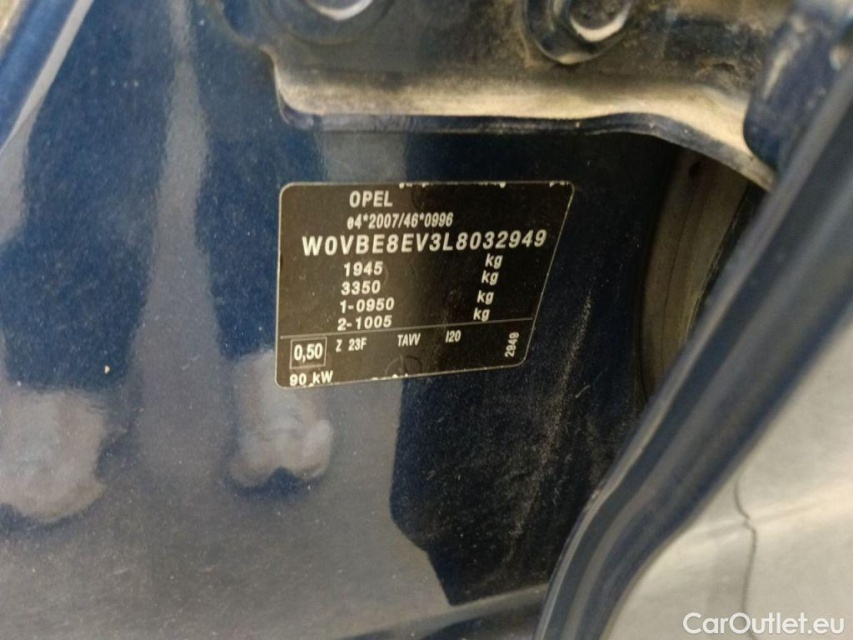 OPEL
e4*2007/46*0996
W0VBE8EV3L8032949
1945 kg
3350 kg
1-0950 kg
2-1005 kg
0,50 Z 23F TAVV I20 2949
90 kW
CarOutlet.eu